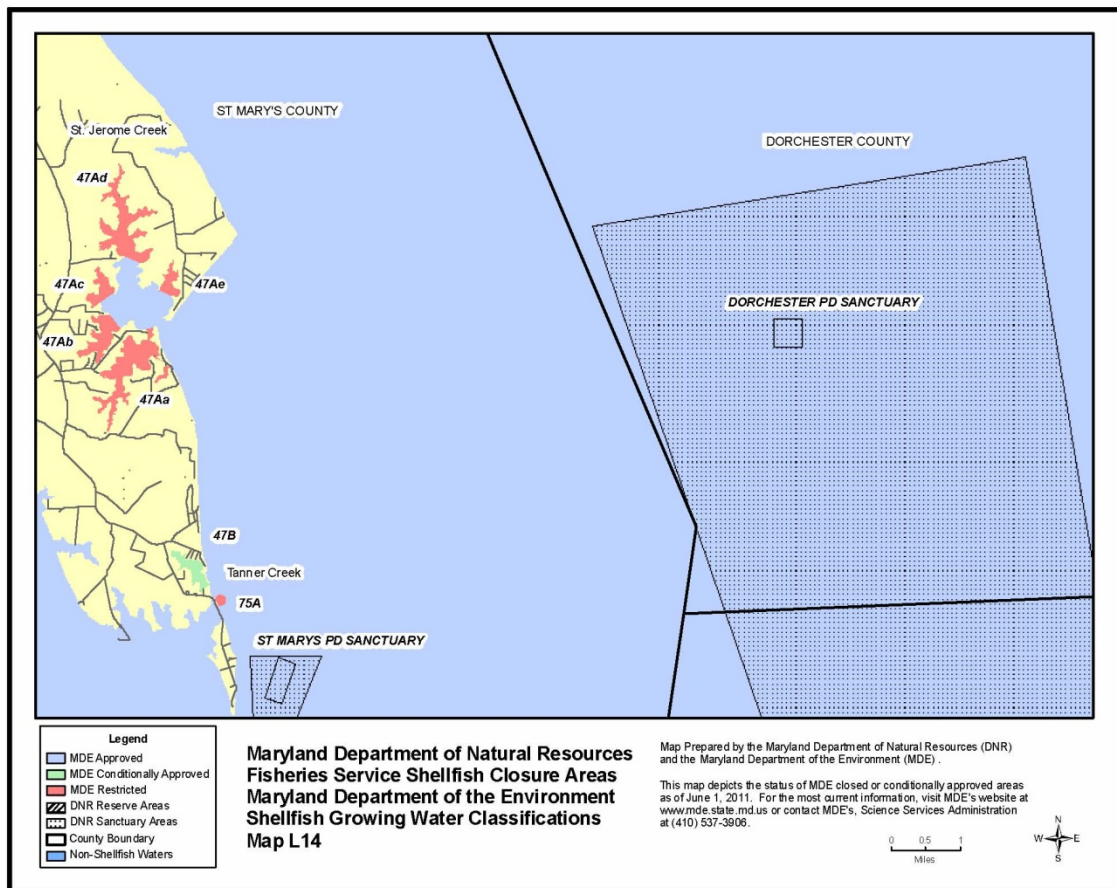 ST MARY'S COUNTY
St. Jerome Creek
DORCHESTER COUNTY
47Ad
47Ac
47Ae
DORCHESTER PD SANCTUARY
47Ab
47Aa
47B
Tanner Creek
75A
ST MARYS PD SANCTUARY
Legend
MDE Approved
MDE Conditionally Approved
MDE Restricted
DNR Reserve Areas
DNR Sanctuary Areas
County Boundary
Non-Shellfish Waters
Maryland Department of Natural Resources
Fisheries Service Shellfish Closure Areas
Maryland Department of the Environment
Shellfish Growing Water Classifications
Map L14
Map Prepared by the Maryland Department of Natural Resources (DNR)
and the Maryland Department of the Environment (MDE) .
This map depicts the status of MDE closed or conditionally approved areas
as of June 1, 2011. For the most current information, visit MDE's website at
www.mde.state.md.us or contact MDE's, Science Services Administration
at (410) 537-3906.
0 0.5 1
Miles
N
W E
S